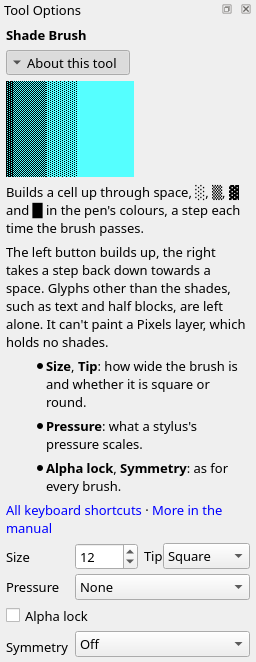 Tool Options
Shade Brush
About this tool
Builds a cell up through space, ░, ▒, ▓
and █ in the pen's colours, a step each
time the brush passes.
The left button builds up, the right
takes a step back down towards a
space. Glyphs other than the shades,
such as text and half blocks, are left
alone. It can't paint a Pixels layer, which
holds no shades.
● Size, Tip: how wide the brush is
and whether it is square or
round.
● Pressure: what a stylus's
pressure scales.
● Alpha lock, Symmetry: as for
every brush.
All keyboard shortcuts · More in the
manual
Size 12 Tip Square
Pressure None
Alpha lock
Symmetry Off